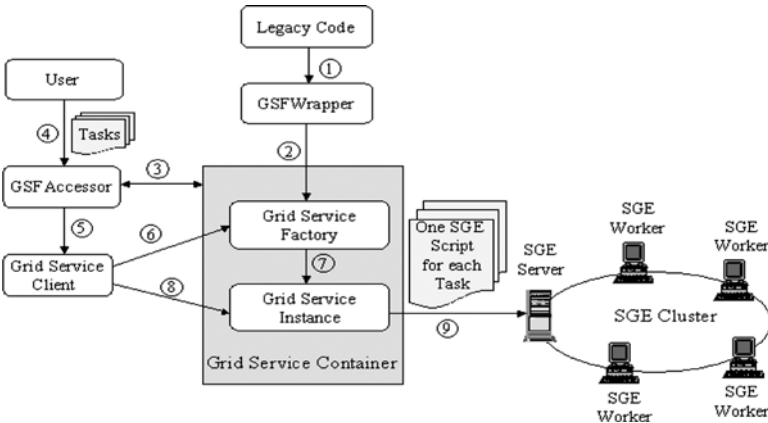 Legacy Code
1
User
GSFWrapper
4
Tasks
2
3
GSFAccessor
5
6
Grid Service
Factory
One SGE
Script
for each
Task
SGE
Server
SGE
Worker
SGE
Worker
7
Grid Service
Client
8
Grid Service
Instance
9
SGE Cluster
Grid Service Container
SGE
Worker
SGE
Worker